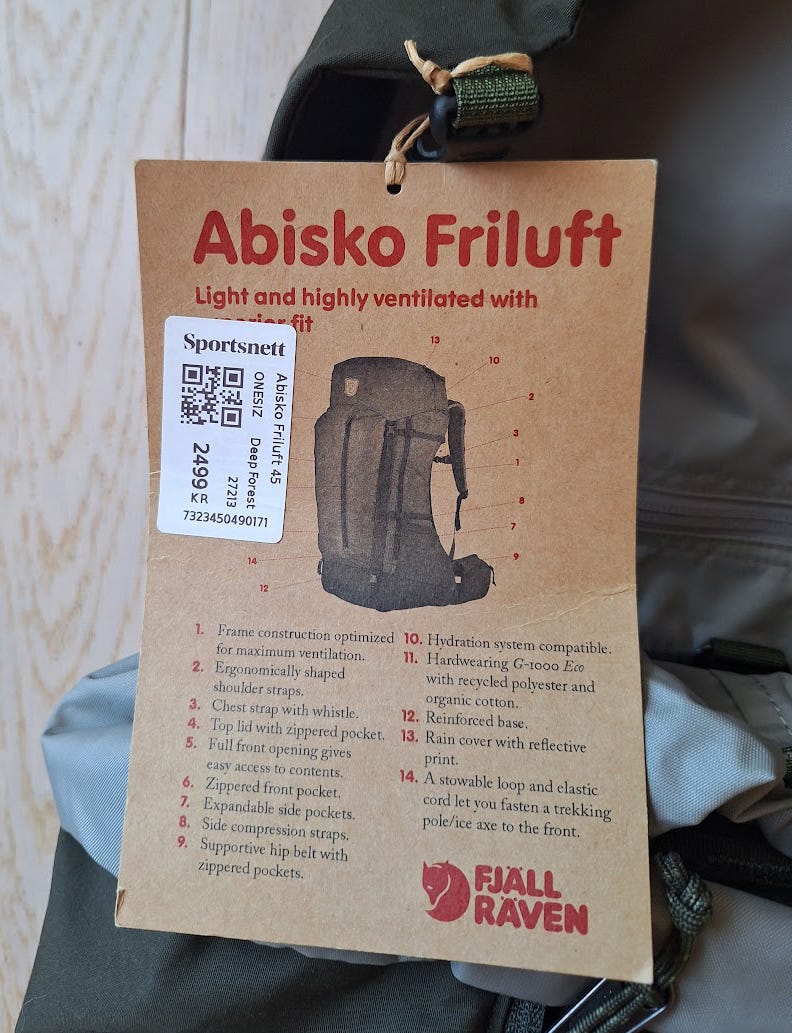 Abisko Friluft
Light and highly ventilated with
superior fit
Sportsnett
Abisko Friluft 45
ONESIZ Deep Forest
27213
2499
KR
7323450490171
13
10
2
3
1
8
7
9
14
12
1. Frame construction optimized
for maximum ventilation.
2. Ergonomically shaped
shoulder straps.
3. Chest strap with whistle.
4. Top lid with zippered pocket.
5. Full front opening gives
easy access to contents.
6. Zippered front pocket.
7. Expandable side pockets.
8. Side compression straps.
9. Supportive hip belt with
zippered pockets.
10. Hydration system compatible.
11. Hardwearing G-1000 Eco
with recycled polyester and
organic cotton.
12. Reinforced base.
13. Rain cover with reflective
print.
14. A stowable loop and elastic
cord let you fasten a trekking
pole/ice axe to the front.
FJÄLL
RÄVEN